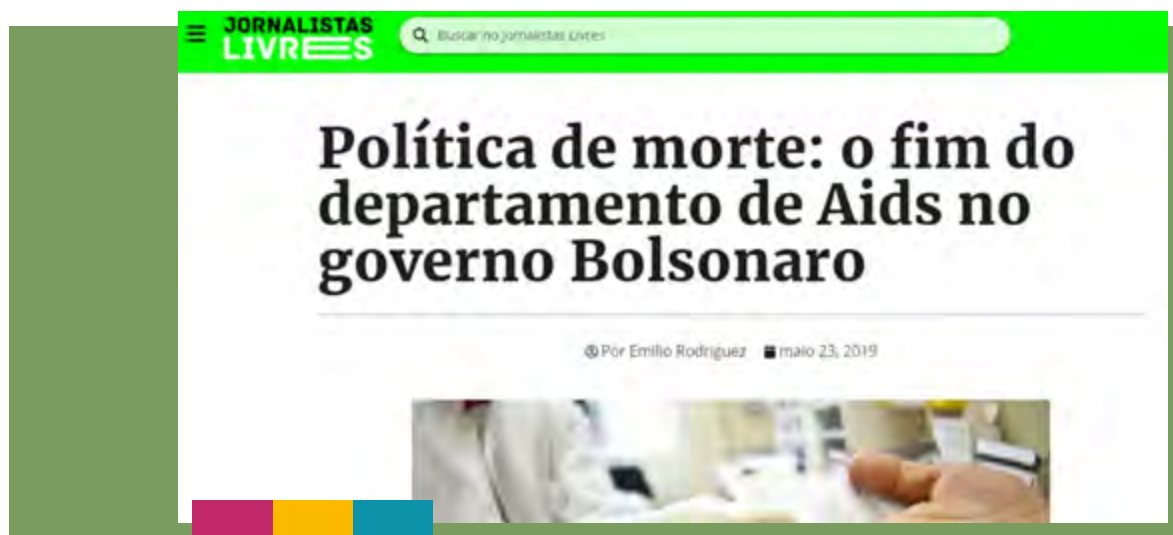 JORNALISTAS
LIVRES
Buscar no Jornalistas Livres
Política de morte: o fim do
departamento de Aids no
governo Bolsonaro
Por Emilio Rodriguez maio 23, 2019